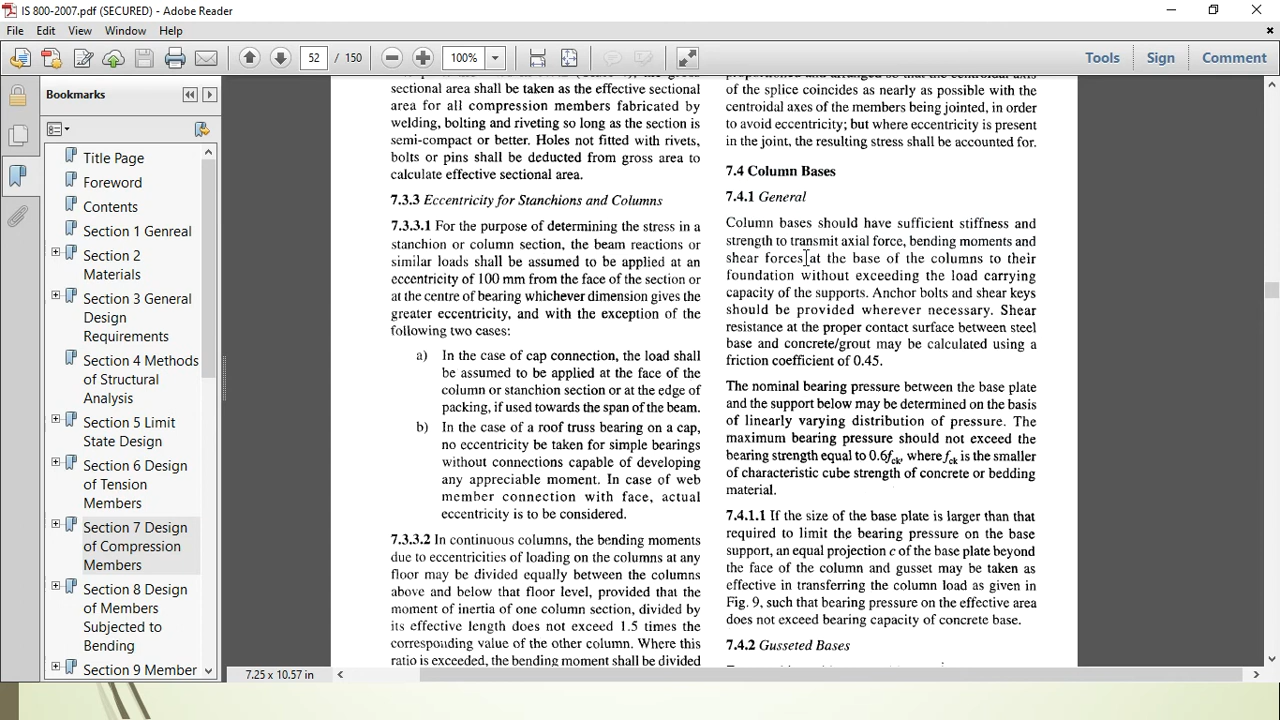 IS 800-2007.pdf (SECURED) - Adobe Reader
File Edit View Window Help
52 / 150 100% Tools Sign Comment
Bookmarks
Title Page
Foreword
Contents
Section 1 Genreal
Section 2
Materials
Section 3 General
Design
Requirements
Section 4 Methods
of Structural
Analysis
Section 5 Limit
State Design
Section 6 Design
of Tension
Members
Section 7 Design
of Compression
Members
Section 8 Design
of Members
Subjected to
Bending
Section 9 Member
sectional area shall be taken as the effective sectional
area for all compression members fabricated by
welding, bolting and riveting so long as the section is
semi-compact or better. Holes not fitted with rivets,
bolts or pins shall be deducted from gross area to
calculate effective sectional area.
7.3.3 Eccentricity for Stanchions and Columns
7.3.3.1 For the purpose of determining the stress in a
stanchion or column section, the beam reactions or
similar loads shall be assumed to be applied at an
eccentricity of 100 mm from the face of the section or
at the centre of bearing whichever dimension gives the
greater eccentricity, and with the exception of the
following two cases:
a) In the case of cap connection, the load shall
be assumed to be applied at the face of the
column or stanchion section or at the edge of
packing, if used towards the span of the beam.
b) In the case of a roof truss bearing on a cap,
no eccentricity be taken for simple bearings
without connections capable of developing
any appreciable moment. In case of web
member connection with face, actual
eccentricity is to be considered.
7.3.3.2 In continuous columns, the bending moments
due to eccentricities of loading on the columns at any
floor may be divided equally between the columns
above and below that floor level, provided that the
moment of inertia of one column section, divided by
its effective length does not exceed 1.5 times the
corresponding value of the other column. Where this
ratio is exceeded, the bending moment shall be divided
proportioned and arranged so that the centroidal axis
of the splice coincides as nearly as possible with the
centroidal axes of the members being jointed, in order
to avoid eccentricity; but where eccentricity is present
in the joint, the resulting stress shall be accounted for.
7.4 Column Bases
7.4.1 General
Column bases should have sufficient stiffness and
strength to transmit axial force, bending moments and
shear forces at the base of the columns to their
foundation without exceeding the load carrying
capacity of the supports. Anchor bolts and shear keys
should be provided wherever necessary. Shear
resistance at the proper contact surface between steel
base and concrete/grout may be calculated using a
friction coefficient of 0.45.
The nominal bearing pressure between the base plate
and the support below may be determined on the basis
of linearly varying distribution of pressure. The
maximum bearing pressure should not exceed the
bearing strength equal to 0.6fck, where fck is the smaller
of characteristic cube strength of concrete or bedding
material.
7.4.1.1 If the size of the base plate is larger than that
required to limit the bearing pressure on the base
support, an equal projection c of the base plate beyond
the face of the column and gusset may be taken as
effective in transferring the column load as given in
Fig. 9, such that bearing pressure on the effective area
does not exceed bearing capacity of concrete base.
7.4.2 Gusseted Bases
7.25 x 10.57 in